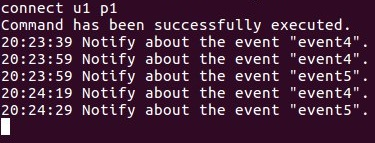 connect u1 p1
Command has been successfully executed.
20:23:39 Notify about the event "event4".
20:23:59 Notify about the event "event4".
20:23:59 Notify about the event "event5".
20:24:19 Notify about the event "event4".
20:24:29 Notify about the event "event5".